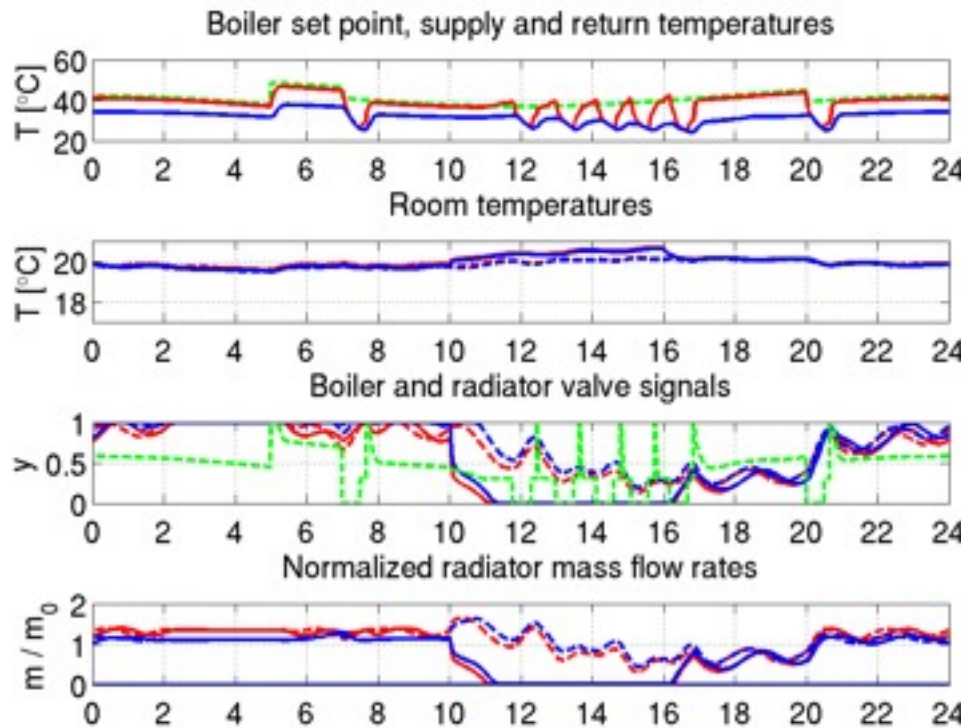 Boiler set point, supply and return temperatures
T [°C]
60
40
20
0 2 4 6 8 10 12 14 16 18 20 22 24
Room temperatures
T [°C]
20
18
0 2 4 6 8 10 12 14 16 18 20 22 24
Boiler and radiator valve signals
y
1
0.5
0
0 2 4 6 8 10 12 14 16 18 20 22 24
Normalized radiator mass flow rates
m / m0
2
1
0
0 2 4 6 8 10 12 14 16 18 20 22 24